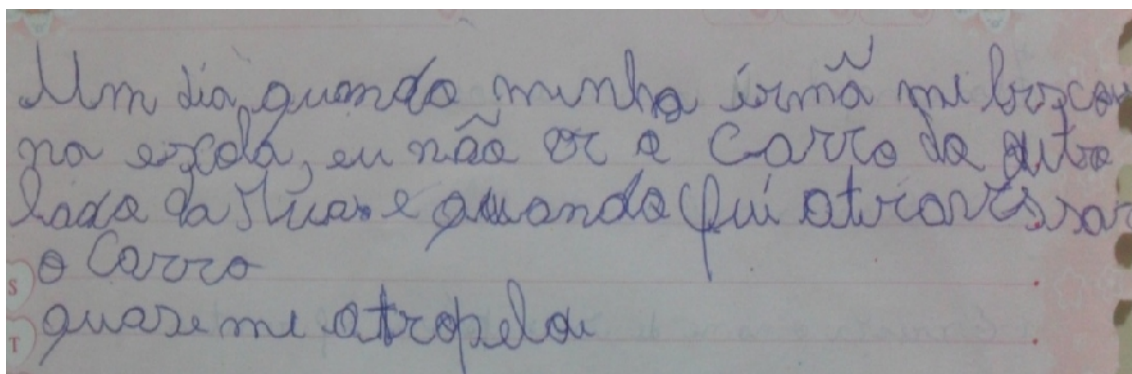 Um dia, quando minha irmã me buscou
na escola, eu não vi o carro do outro
lado da rua e quando fui atravessar
o carro
quase me atropelou
S
T